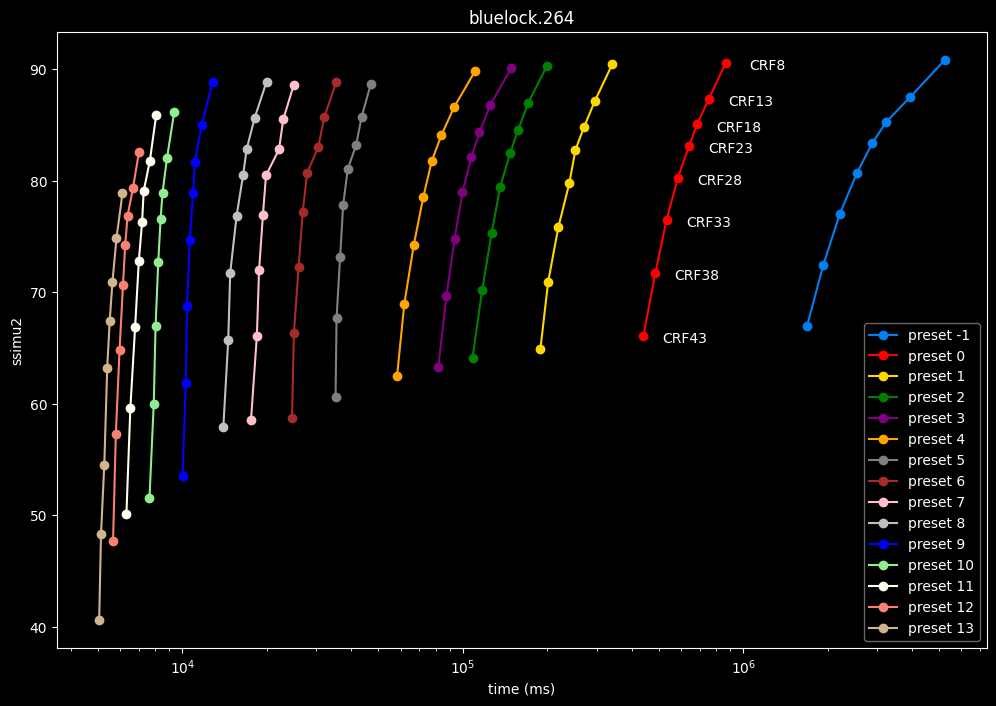 bluelock.264
ssimu2
90
80
70
60
50
40
CRF8
CRF13
CRF18
CRF23
CRF28
CRF33
CRF38
CRF43
preset -1
preset 0
preset 1
preset 2
preset 3
preset 4
preset 5
preset 6
preset 7
preset 8
preset 9
preset 10
preset 11
preset 12
preset 13
10⁴ 10⁵ 10⁶
time (ms)